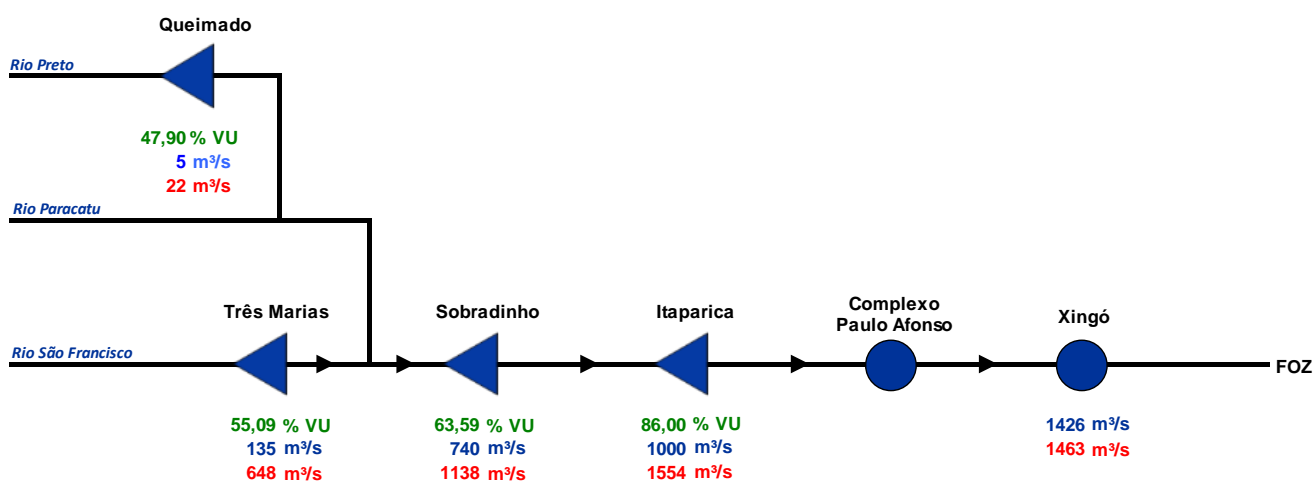 Queimado
Rio Preto
47,90 % VU
5 m³/s
22 m³/s
Rio Paracatu
Três Marias
Sobradinho
Itaparica
Complexo
Paulo Afonso
Xingó
Rio São Francisco
FOZ
55,09 % VU
135 m³/s
648 m³/s
63,59 % VU
740 m³/s
1138 m³/s
86,00 % VU
1000 m³/s
1554 m³/s
1426 m³/s
1463 m³/s